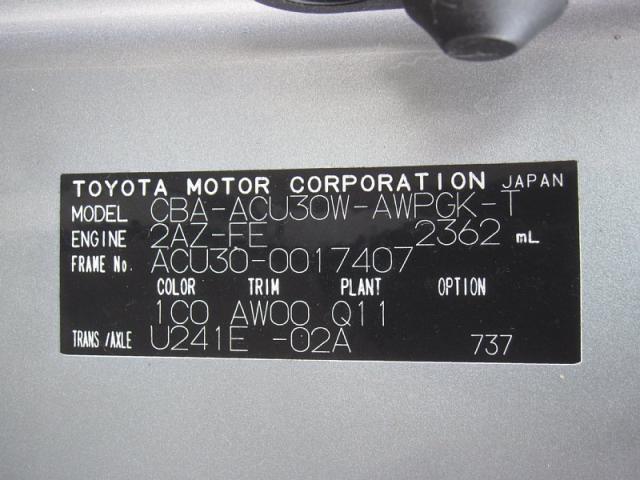 TOYOTA MOTOR CORPORATION JAPAN
MODEL CBA-ACU30W-AWPGK-T
ENGINE 2AZ-FE 2362 mL
FRAME No. ACU30-0017407
COLOR TRIM PLANT OPTION
1C0 AW00 Q11
TRANS/AXLE U241E -02A 737